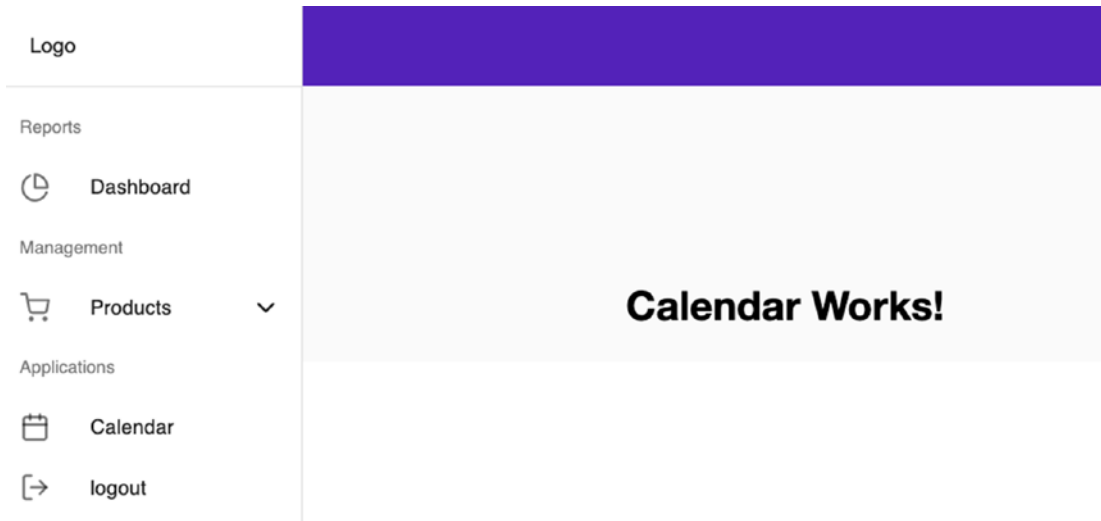 Logo
Reports
Dashboard
Management
Products
Applications
Calendar
logout
Calendar Works!